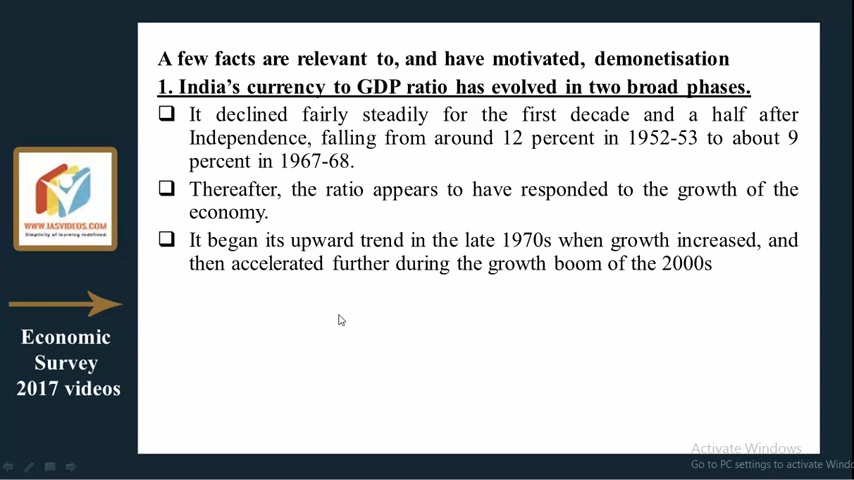 A few facts are relevant to, and have motivated, demonetisation
1. India's currency to GDP ratio has evolved in two broad phases.
It declined fairly steadily for the first decade and a half after
Independence, falling from around 12 percent in 1952-53 to about 9
percent in 1967-68.
Thereafter, the ratio appears to have responded to the growth of the
economy.
It began its upward trend in the late 1970s when growth increased, and
then accelerated further during the growth boom of the 2000s
WWW.IASVIDEOS.COM
Simplicity of learning redefined.
Economic
Survey
2017 videos
Activate Windows
Go to PC settings to activate Windo